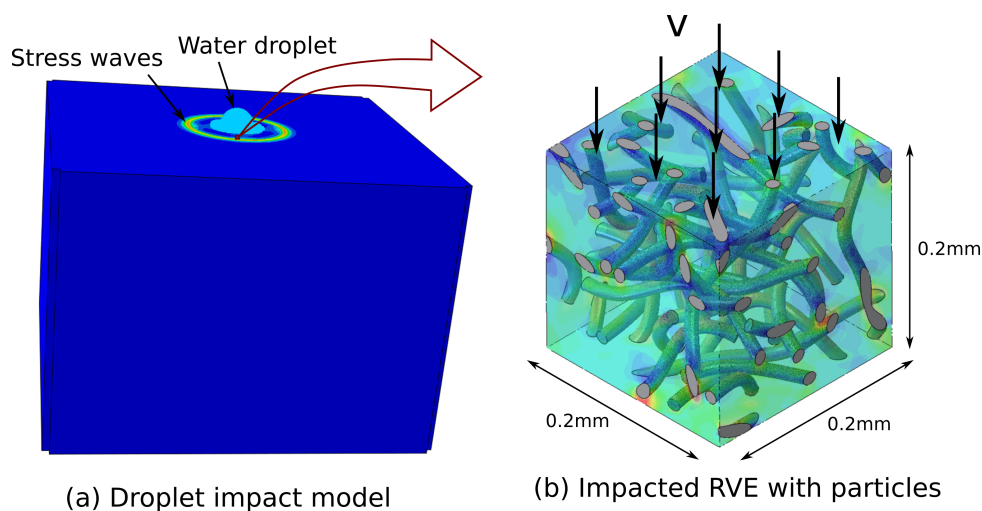 Stress waves
Water droplet
V
0.2mm
0.2mm
0.2mm
(a) Droplet impact model
(b) Impacted RVE with particles